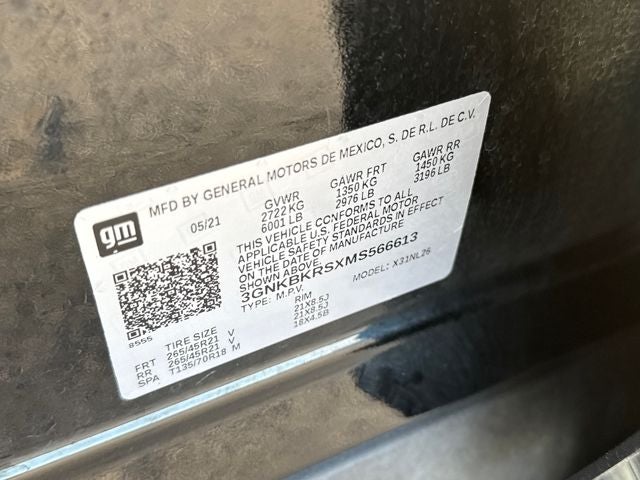 gm
MFD BY GENERAL MOTORS DE MEXICO, S. DE R.L. DE C.V.
05/21 GVWR GAWR FRT GAWR RR
2722 KG 1350 KG 1450 KG
6001 LB 2976 LB 3196 LB
THIS VEHICLE CONFORMS TO ALL
APPLICABLE U.S. FEDERAL MOTOR
VEHICLE SAFETY STANDARDS IN EFFECT
ON THE DATE OF MANUFACTURE
SHOWN ABOVE.
3GNKBKRSXMS566613
TYPE: M.P.V. MODEL: X31NL26
8555
TIRE SIZE RIM
FRT 265/45R21 V 21X8.5J
RR 265/45R21 V 21X8.5J
SPA T135/70R18 M 18X4.5B